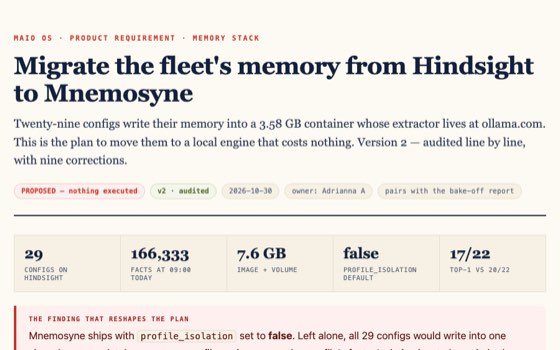 MAIO OS · PRODUCT REQUIREMENT · MEMORY STACK
Migrate the fleet's memory from Hindsight
to Mnemosyne
Twenty-nine configs write their memory into a 3.58 GB container whose extractor lives at ollama.com.
This is the plan to move them to a local engine that costs nothing. Version 2 — audited line by line,
with nine corrections.
PROPOSED — nothing executed
v2 · audited
2026-10-30
owner: Adrianna A
pairs with the bake-off report
29
CONFIGS ON
HINDSIGHT
166,333
FACTS AT 09:00
TODAY
7.6 GB
IMAGE + VOLUME
false
PROFILE_ISOLATION
DEFAULT
17/22
TOP-1 VS 20/22
THE FINDING THAT RESHAPES THE PLAN
Mnemosyne ships with profile_isolation set to false. Left alone, all 29 configs would write into one